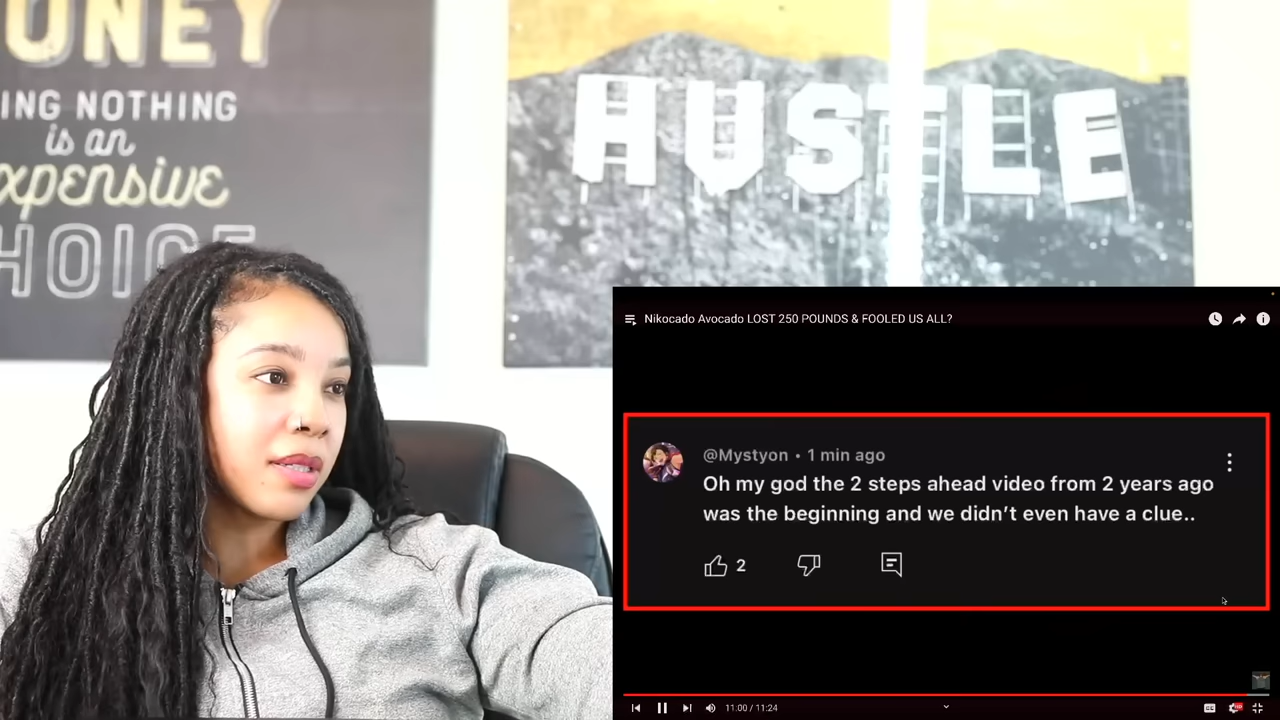 ONEY
ING NOTHING
is an
xpensive
HOICE
HUSTLE
Nikocado Avocado LOST 250 POUNDS & FOOLED US ALL?
@Mystyon • 1 min ago
Oh my god the 2 steps ahead video from 2 years ago
was the beginning and we didn't even have a clue..
2
11:00 / 11:24